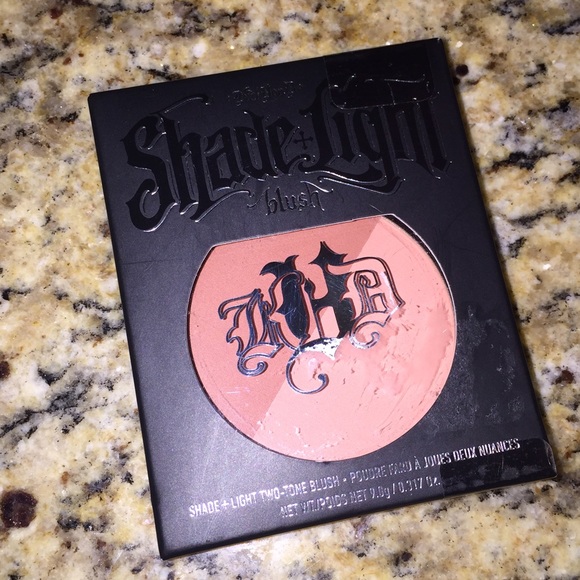 Shade + Light
blush
KVD
SHADE + LIGHT TWO-TONE BLUSH • POUDRE FARD À JOUES DEUX NUANCES
NET WT/POIDS NET 9.0g / 0.317 Oz.